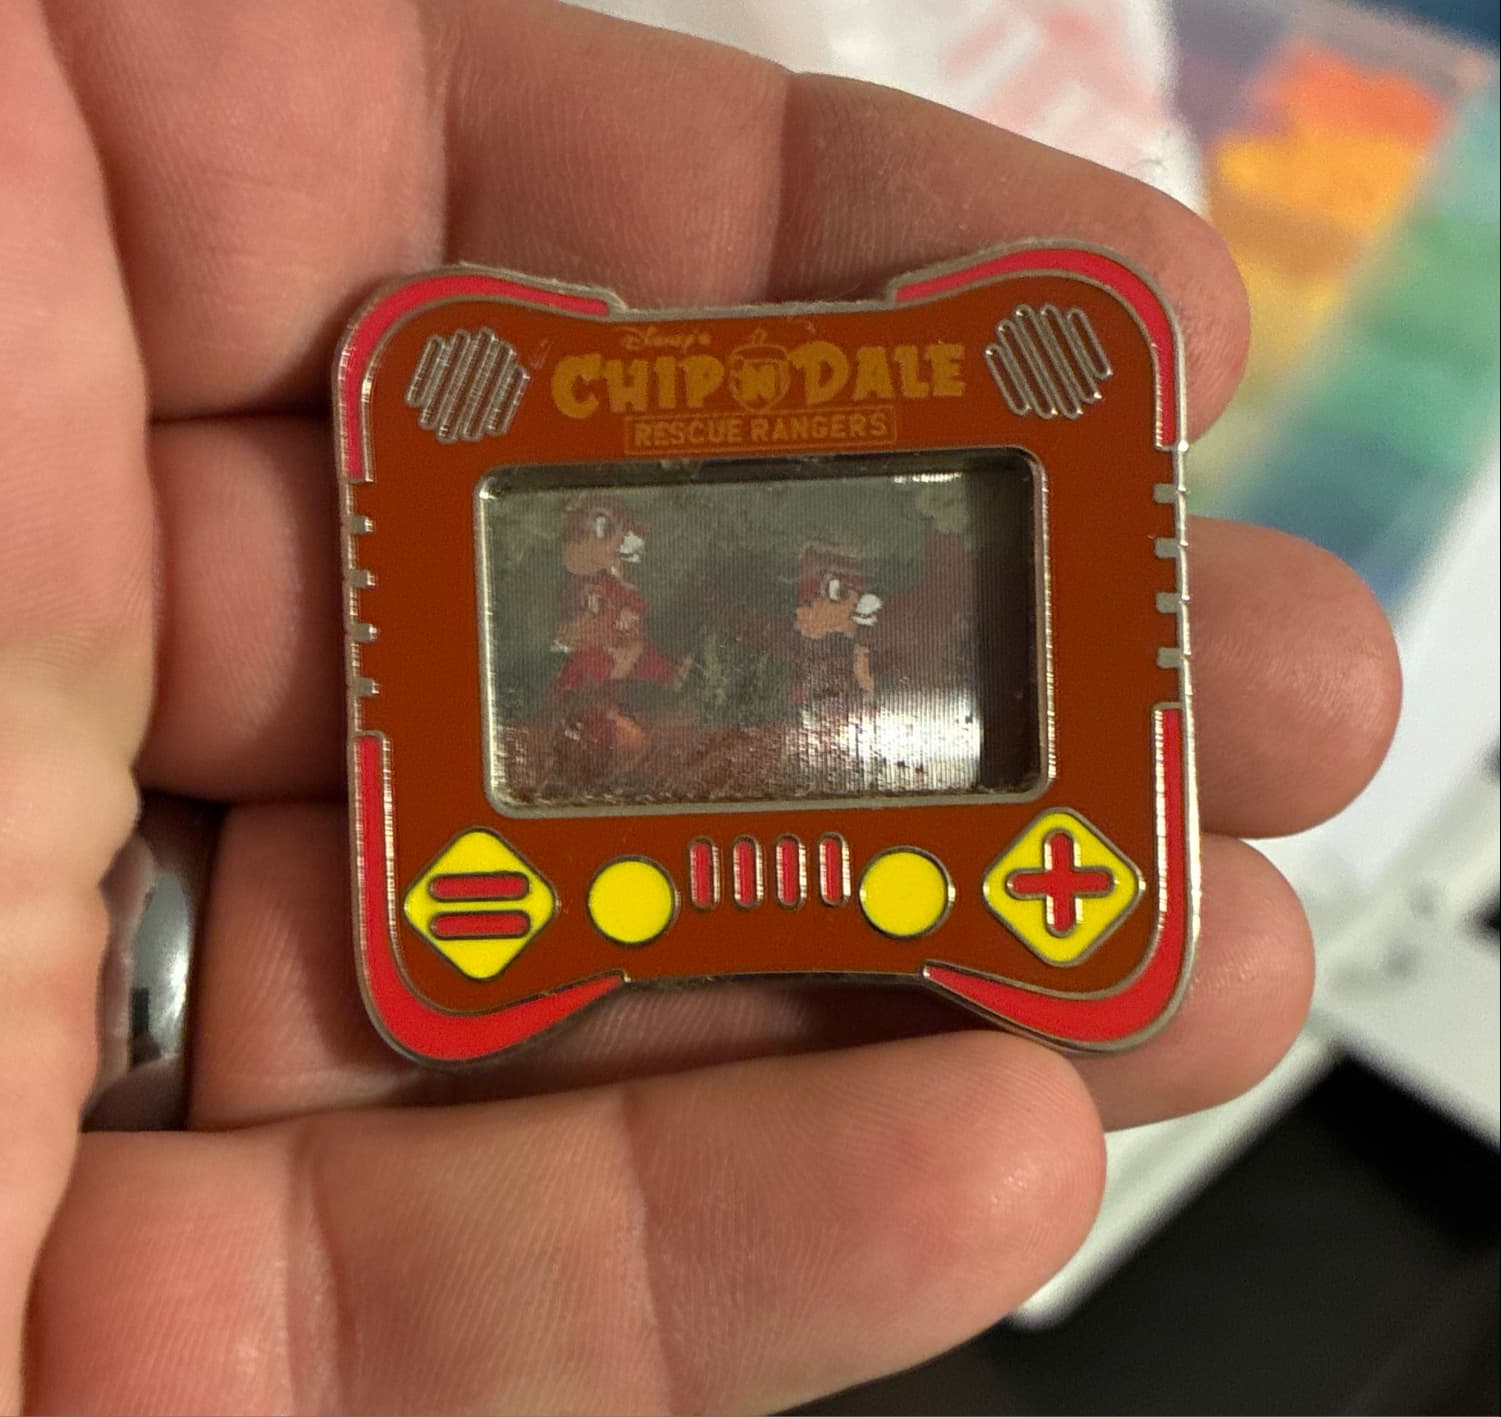 Disney's
CHIP 'N DALE
RESCUE RANGERS